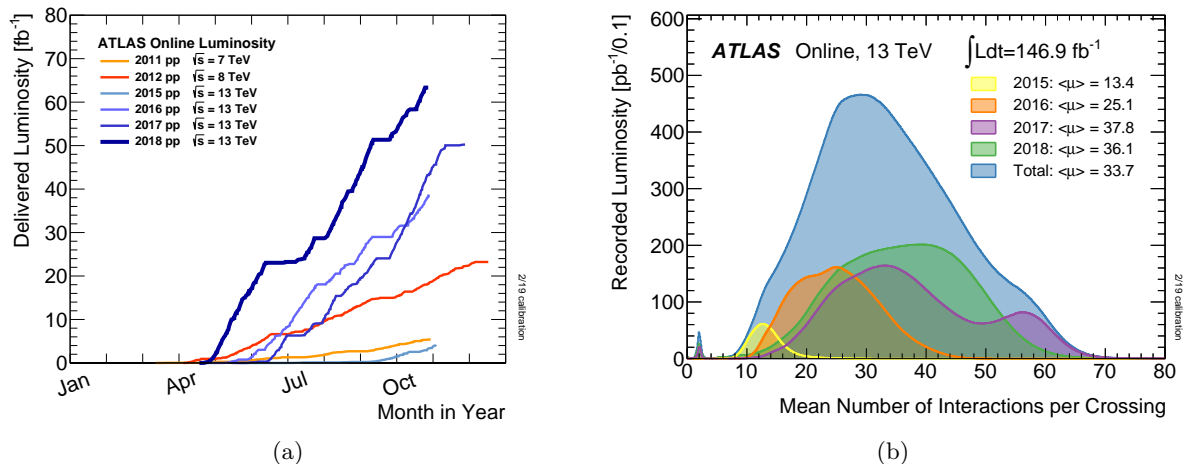 80
70
60
50
40
30
20
10
0
Delivered Luminosity [fb⁻¹]
ATLAS Online Luminosity
2011 pp √s = 7 TeV
2012 pp √s = 8 TeV
2015 pp √s = 13 TeV
2016 pp √s = 13 TeV
2017 pp √s = 13 TeV
2018 pp √s = 13 TeV
Jan Apr Jul Oct
Month in Year
2/19 calibration
(a)
600
500
400
300
200
100
0
Recorded Luminosity [pb⁻¹/0.1]
ATLAS Online, 13 TeV ∫Ldt=146.9 fb⁻¹
2015: <μ> = 13.4
2016: <μ> = 25.1
2017: <μ> = 37.8
2018: <μ> = 36.1
Total: <μ> = 33.7
0 10 20 30 40 50 60 70 80
Mean Number of Interactions per Crossing
2/19 calibration
(b)